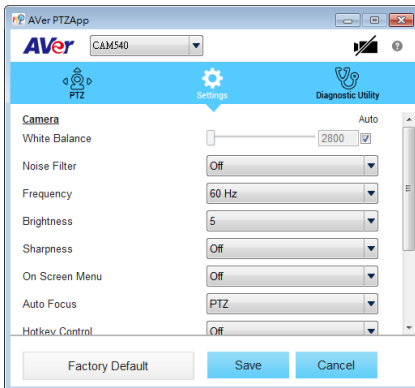 AVer PTZApp
AVer CAM540
PTZ Settings Diagnostic Utility
Camera Auto
White Balance 2800
Noise Filter Off
Frequency 60 Hz
Brightness 5
Sharpness Off
On Screen Menu Off
Auto Focus PTZ
Hotkey Control Off
Factory Default Save Cancel